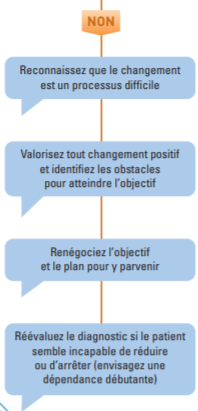 NON
Reconnaissez que le changement
est un processus difficile
Valorisez tout changement positif
et identifiez les obstacles
pour atteindre l'objectif
Renégociez l'objectif
et le plan pour y parvenir
Réévaluez le diagnostic si le patient
semble incapable de réduire
ou d'arrêter (envisagez une
dépendance débutante)